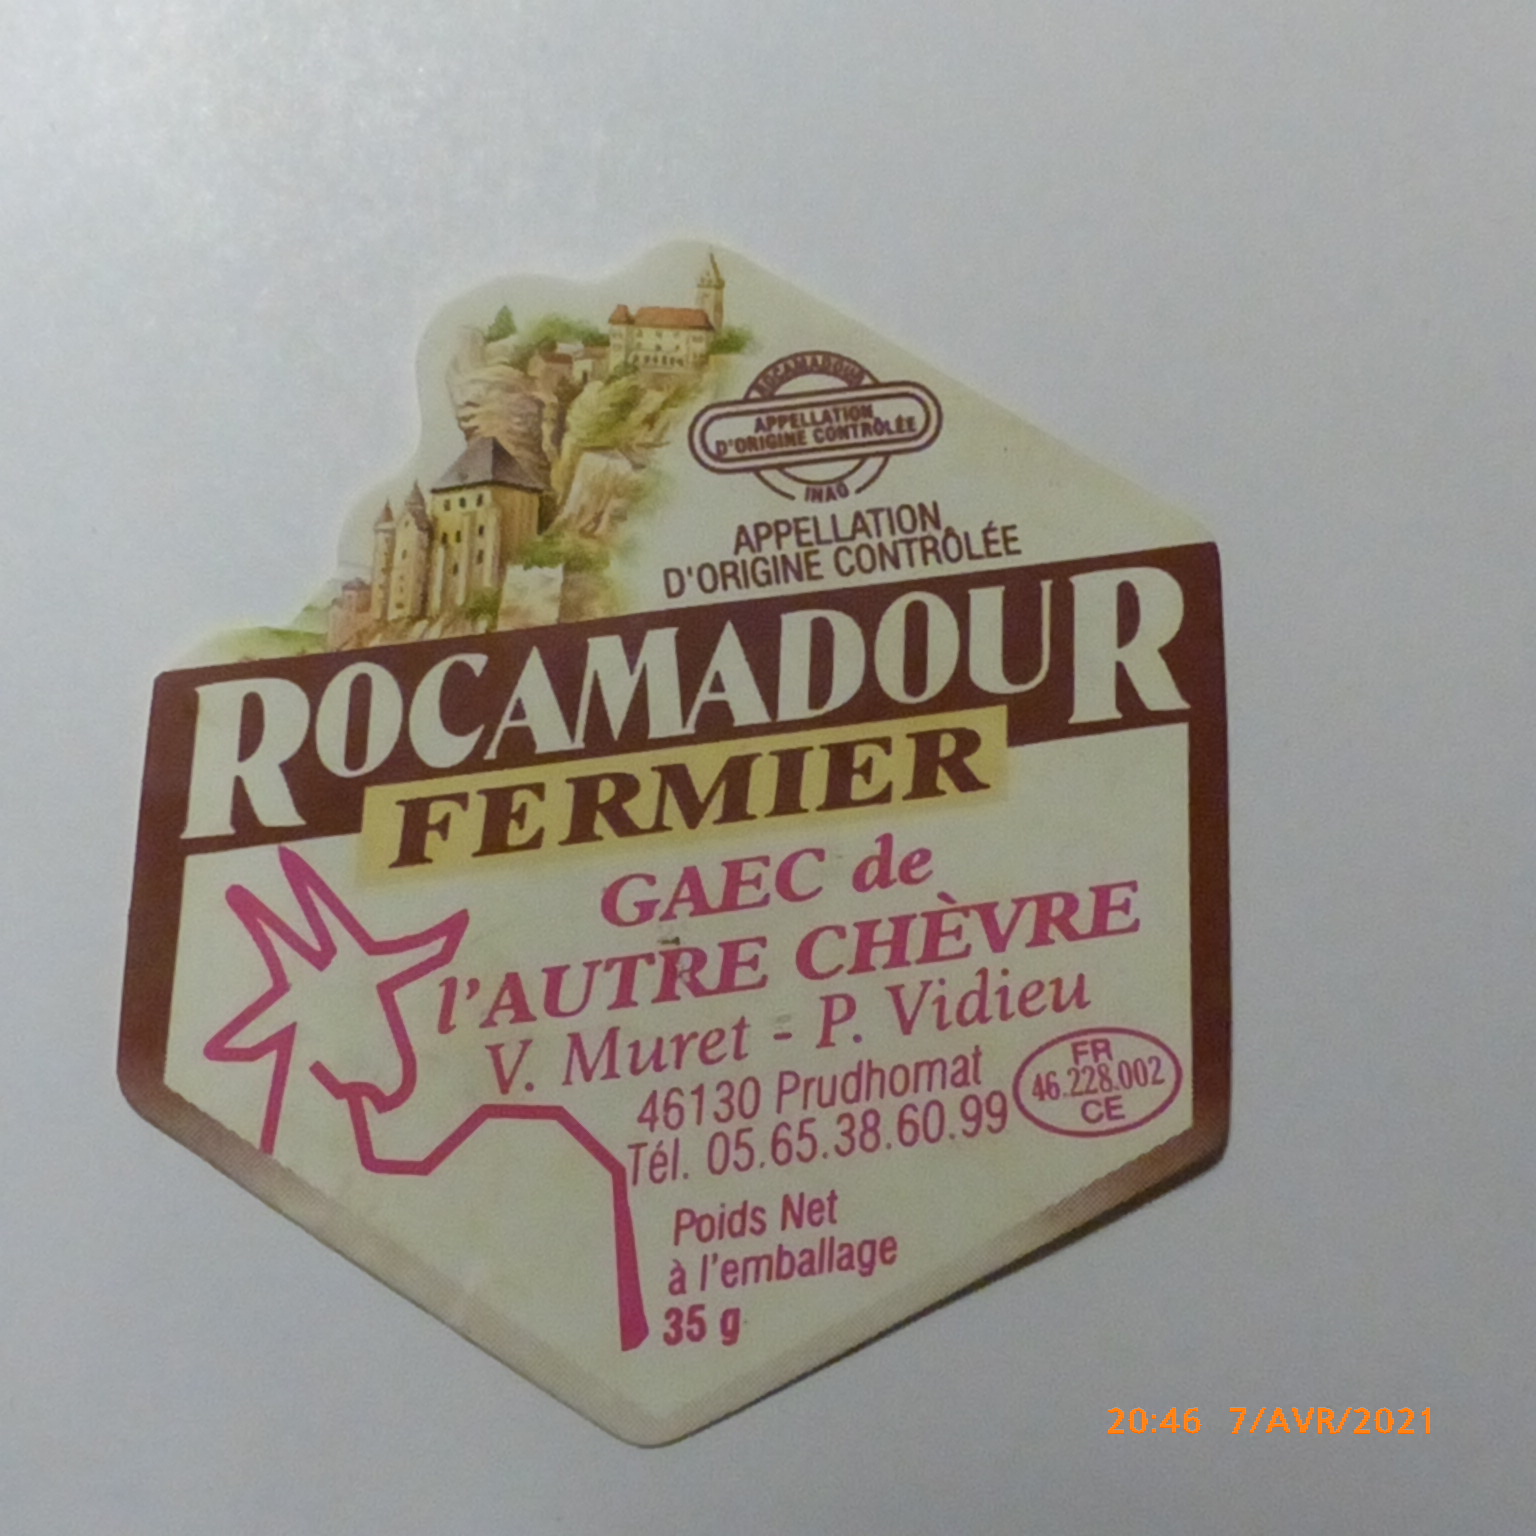 ROCAMADOUR
APPELLATION
D'ORIGINE CONTRÔLÉE
INAO
APPELLATION
D'ORIGINE CONTRÔLÉE
ROCAMADOUR
FERMIER
GAEC de
l'AUTRE CHÈVRE
V. Muret - P. Vidieu
46130 Prudhomat
Tél. 05.65.38.60.99
FR
46.228.002
CE
Poids Net
à l'emballage
35 g
20:46 7/AVR/2021